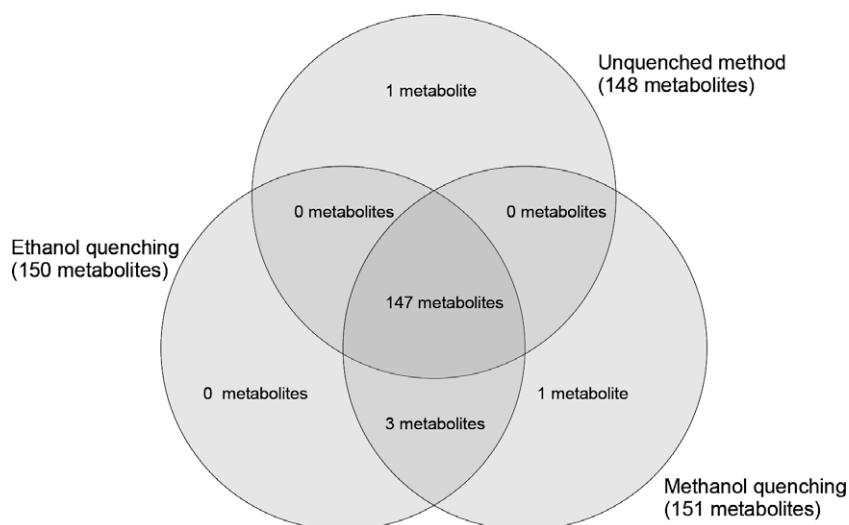 Unquenched method
(148 metabolites)
1 metabolite
0 metabolites
0 metabolites
Ethanol quenching
(150 metabolites)
147 metabolites
0 metabolites
1 metabolite
3 metabolites
Methanol quenching
(151 metabolites)